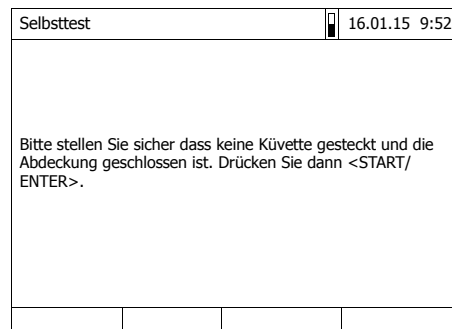 Selbsttest 16.01.15 9:52
Bitte stellen Sie sicher dass keine Küvette gesteckt und die
Abdeckung geschlossen ist. Drücken Sie dann <START/
ENTER>.